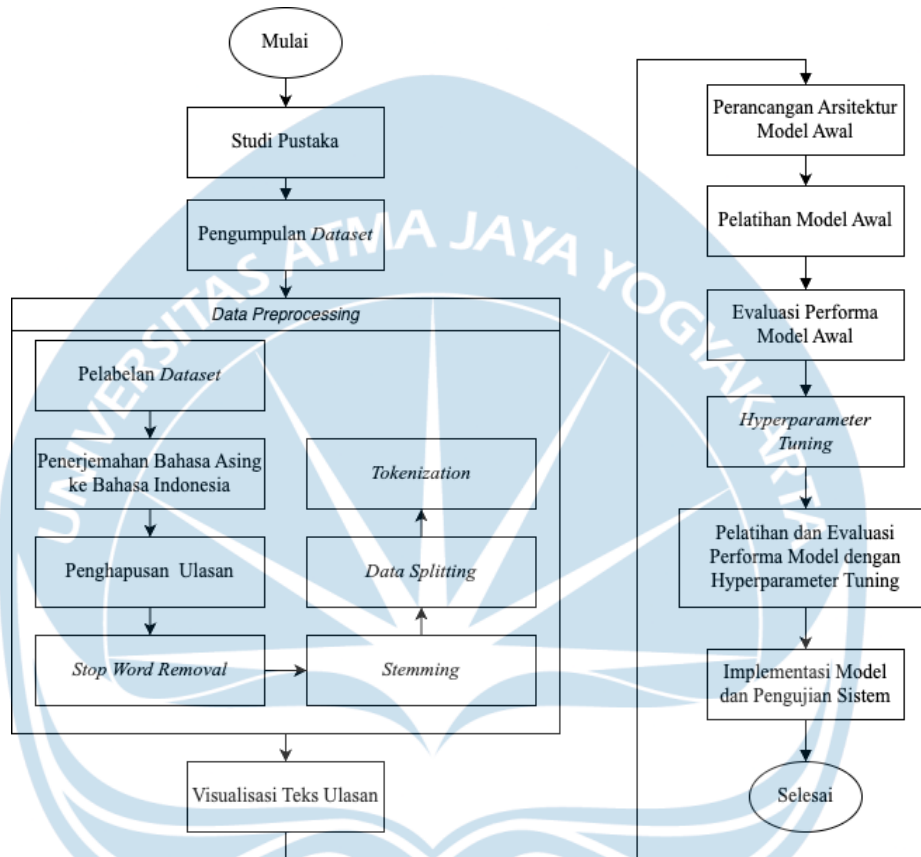 Mulai
Studi Pustaka
Pengumpulan Dataset
Data Preprocessing
Pelabelan Dataset
Penerjemahan Bahasa Asing
ke Bahasa Indonesia
Penghapusan Ulasan
Stop Word Removal
Stemming
Data Splitting
Tokenization
Visualisasi Teks Ulasan
Perancangan Arsitektur
Model Awal
Pelatihan Model Awal
Evaluasi Performa
Model Awal
Hyperparameter
Tuning
Pelatihan dan Evaluasi
Performa Model dengan
Hyperparameter Tuning
Implementasi Model
dan Pengujian Sistem
Selesai
UNIVERSITAS ATMA JAYA YOGYAKARTA